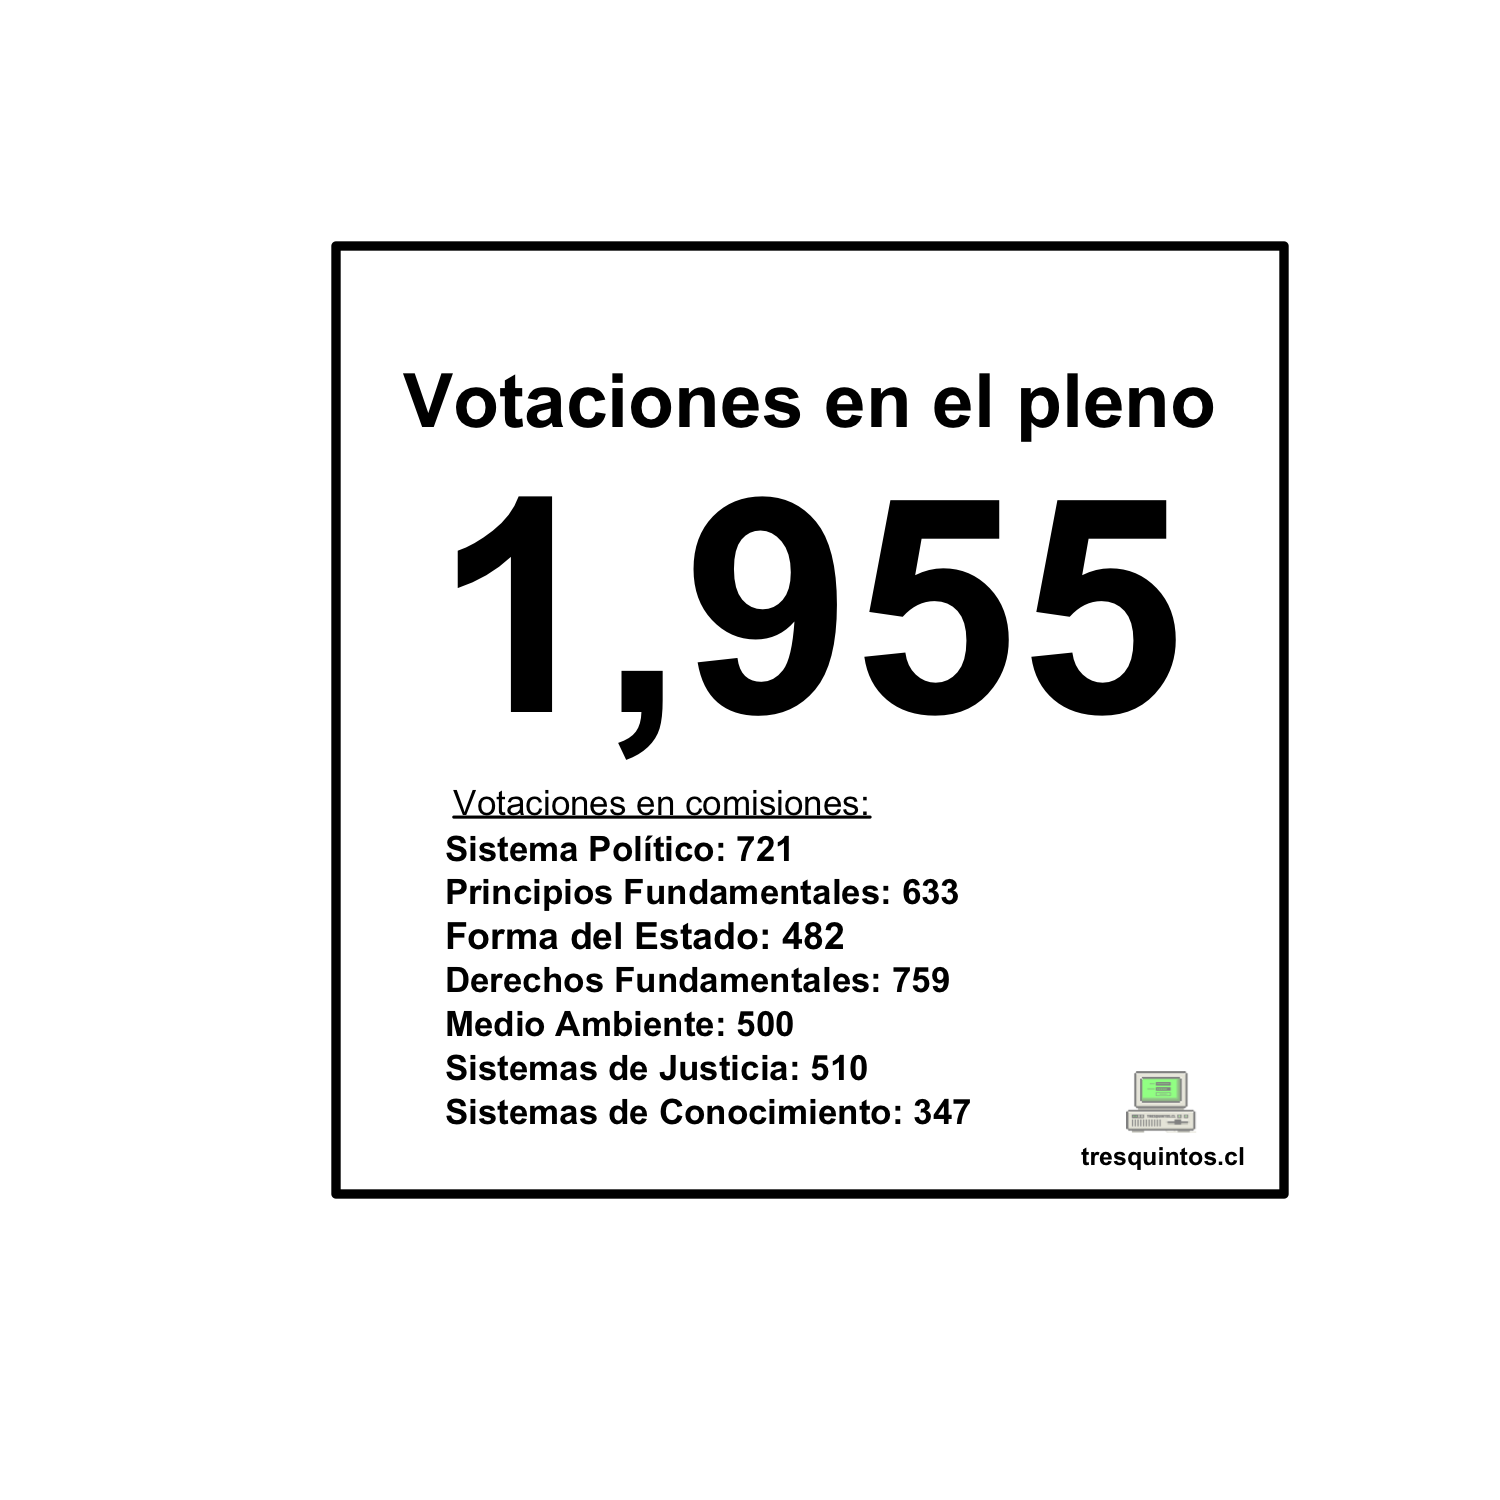 Votaciones en el pleno
1,955
Votaciones en comisiones:
Sistema Político: 721
Principios Fundamentales: 633
Forma del Estado: 482
Derechos Fundamentales: 759
Medio Ambiente: 500
Sistemas de Justicia: 510
Sistemas de Conocimiento: 347
tresquintos.cl